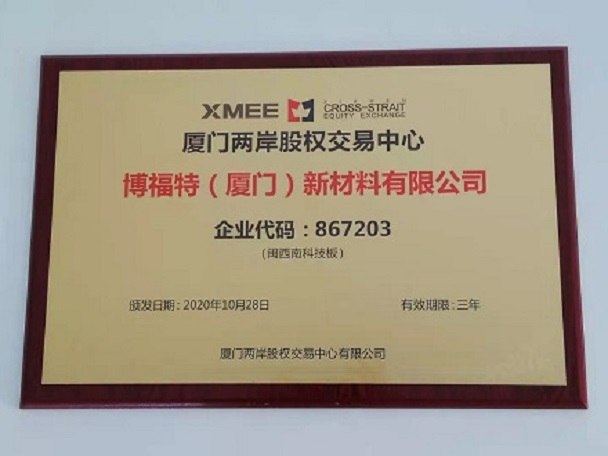 XMEE CROSS-STRAIT
EQUITY EXCHANGE
厦门两岸股权交易中心
博福特（厦门）新材料有限公司
企业代码：867203
（闽西南科技板）
颁发日期：2020年10月28日 有效期限：三年
厦门两岸股权交易中心有限公司